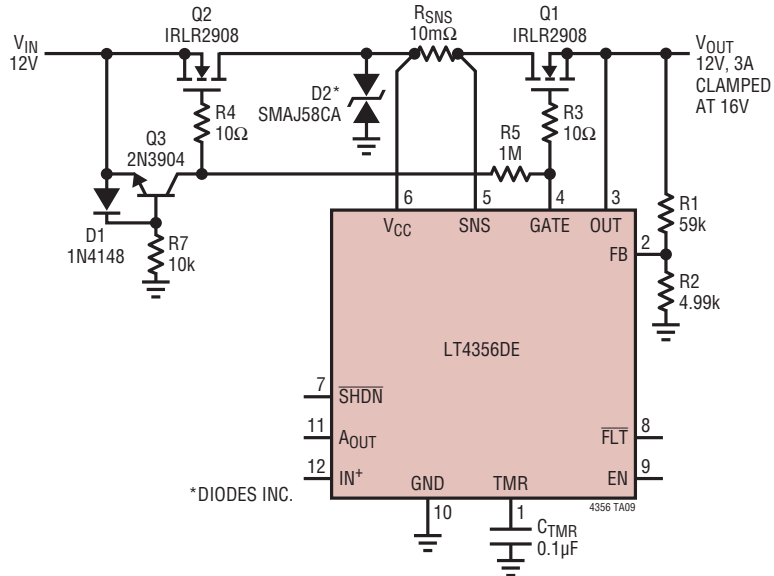 Q2
IRLR2908
RSNS
10mΩ
Q1
IRLR2908
VIN
12V
VOUT
12V, 3A
CLAMPED
AT 16V
D2*
SMAJ58CA
R4
10Ω
R3
10Ω
R5
1M
Q3
2N3904
D1
1N4148
R7
10k
R1
59k
R2
4.99k
6
5
4
3
VCC
SNS
GATE
OUT
FB
2
LT4356DE
7
SHDN
11
AOUT
12
IN+
FLT
8
EN
9
GND
TMR
10
1
*DIODES INC.
4356 TA09
CTMR
0.1µF